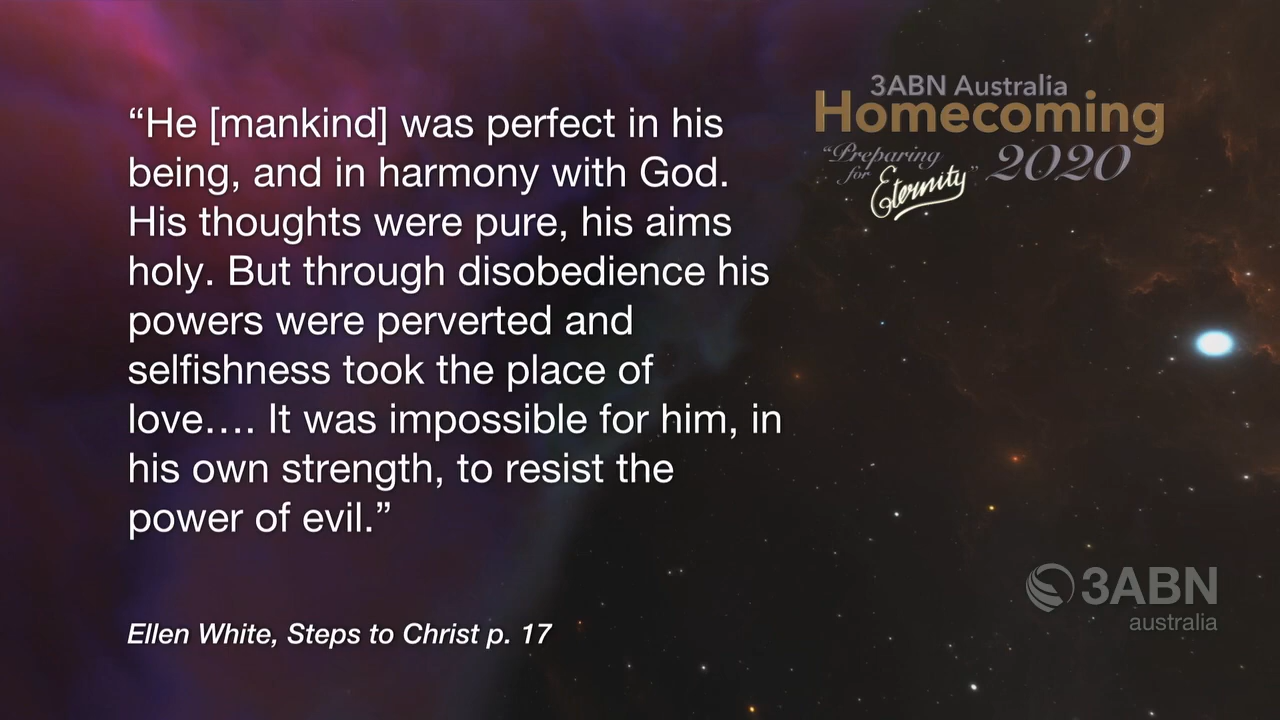 “He [mankind] was perfect in his
being, and in harmony with God.
His thoughts were pure, his aims
holy. But through disobedience his
powers were perverted and
selfishness took the place of
love…. It was impossible for him, in
his own strength, to resist the
power of evil.”
Ellen White, Steps to Christ p. 17
3ABN Australia
Homecoming
“Preparing
for
Eternity”
2020
3ABN
australia